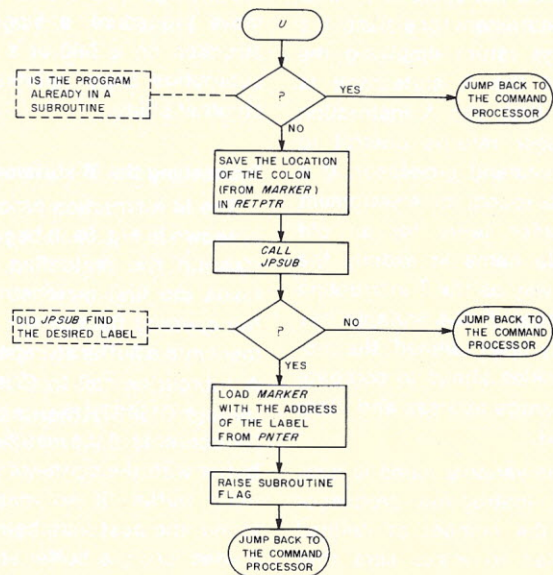 U
IS THE PROGRAM
ALREADY IN A
SUBROUTINE
?
YES
JUMP BACK TO
THE COMMAND
PROCESSOR
NO
SAVE THE LOCATION
OF THE COLON
(FROM MARKER)
IN RETPTR
CALL
JPSUB
DID JPSUB FIND
THE DESIRED LABEL
?
NO
JUMP BACK TO
THE COMMAND
PROCESSOR
YES
LOAD MARKER
WITH THE ADDRESS
OF THE LABEL
FROM PNTER
RAISE SUBROUTINE
FLAG
JUMP BACK TO
THE COMMAND
PROCESSOR